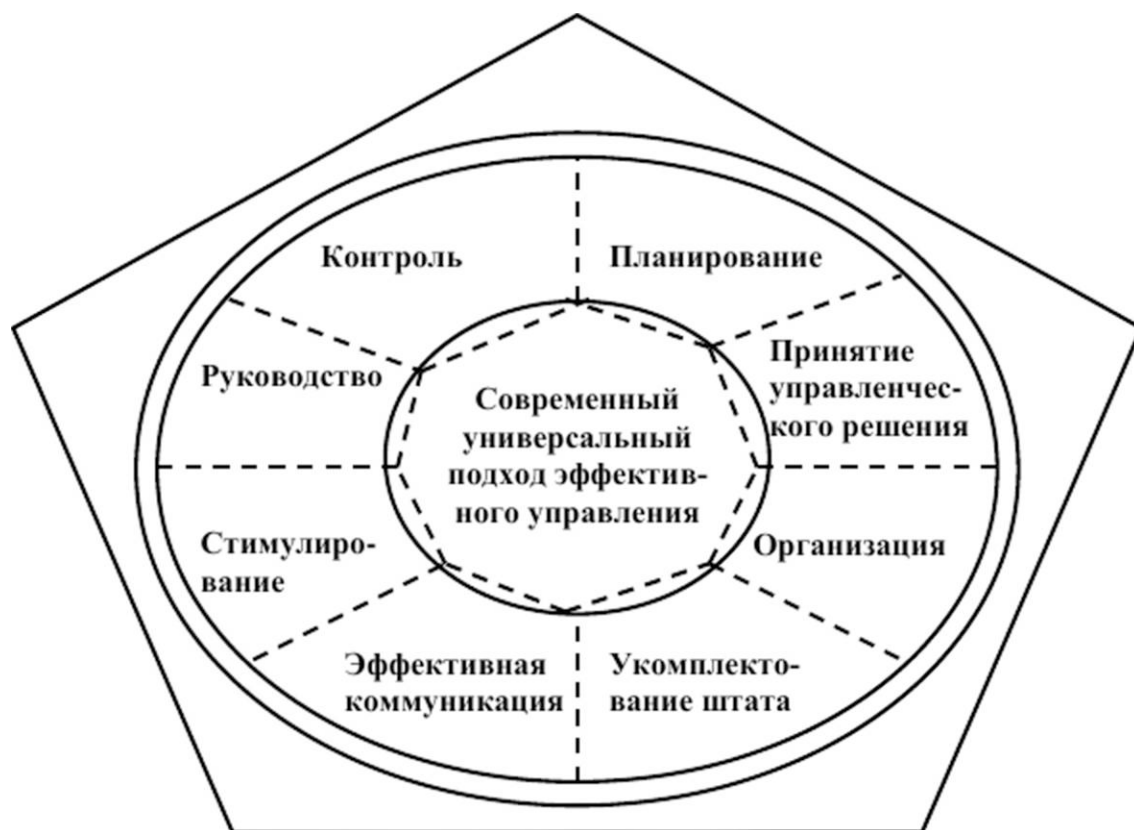 Контроль
Планирование
Руководство
Принятие
управленчес-
кого решения
Современный
универсальный
подход эффектив-
ного управления
Стимулиро-
вание
Организация
Эффективная
коммуникация
Укомплекто-
вание штата